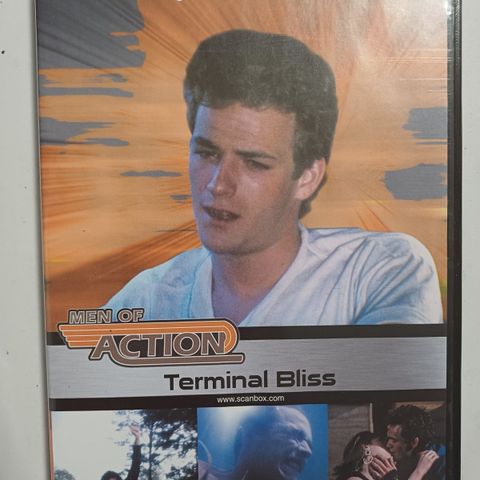 MEN OF
ACTION
Terminal Bliss
www.scanbox.com